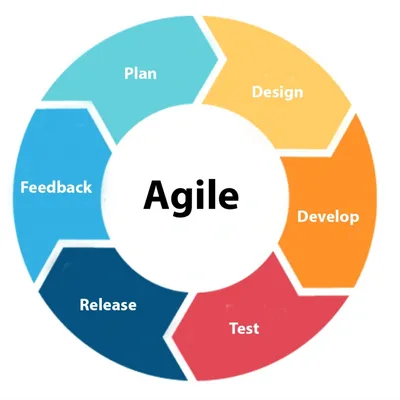 Plan
Design
Develop
Test
Release
Feedback
Agile